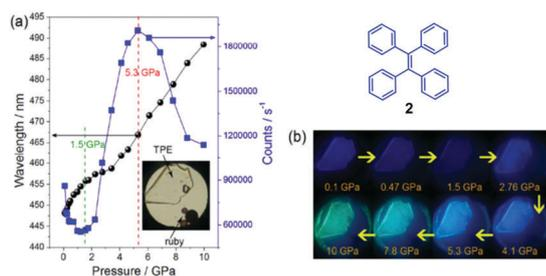 (a)
Wavelength / nm
495
490
485
480
475
470
465
460
455
450
445
440
0 2 4 6 8 10
Pressure / GPa
1.5 GPa
5.3 GPa
TPE
ruby
1800000
1500000
1200000
900000
600000
Counts / s⁻¹
2
(b)
0.1 GPa 0.47 GPa 1.5 GPa 2.76 GPa
10 GPa 7.8 GPa 5.3 GPa 4.1 GPa